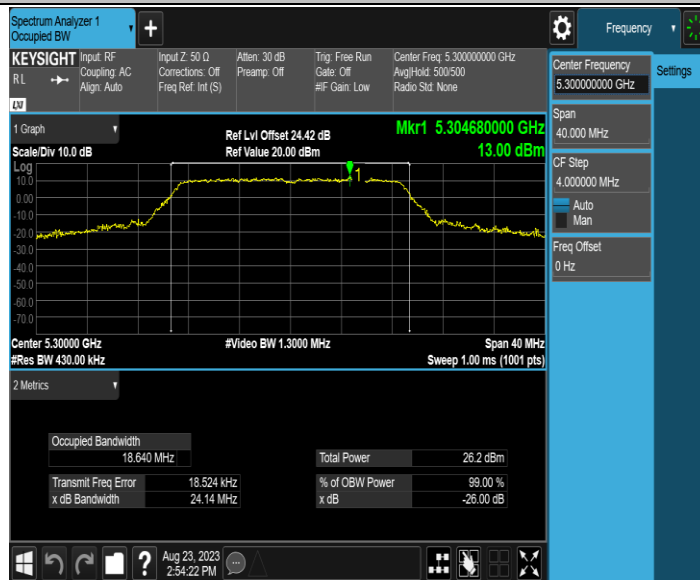 Spectrum Analyzer 1
Occupied BW
+
Frequency
KEYSIGHT
RL
LXI
Input: RF
Coupling: AC
Align: Auto
Input Z: 50 Ω
Corrections: Off
Freq Ref: Int (S)
Atten: 30 dB
Preamp: Off
Trig: Free Run
Gate: Off
#IF Gain: Low
Center Freq: 5.300000000 GHz
Avg|Hold: 500/500
Radio Std: None
Center Frequency
5.300000000 GHz
Settings
Span
40.000 MHz
CF Step
4.000000 MHz
Auto
Man
Freq Offset
0 Hz
1 Graph
Scale/Div 10.0 dB
Ref Lvl Offset 24.42 dB
Ref Value 20.00 dBm
Mkr1 5.304680000 GHz
13.00 dBm
Log
10.0
0.00
-10.0
-20.0
-30.0
-40.0
-50.0
-60.0
-70.0
1
Center 5.30000 GHz
#Res BW 430.00 kHz
#Video BW 1.3000 MHz
Span 40 MHz
Sweep 1.00 ms (1001 pts)
2 Metrics
Occupied Bandwidth
18.640 MHz
Total Power 26.2 dBm
Transmit Freq Error 18.524 kHz
% of OBW Power 99.00 %
x dB Bandwidth 24.14 MHz
x dB -26.00 dB
?
Aug 23, 2023
2:54:22 PM